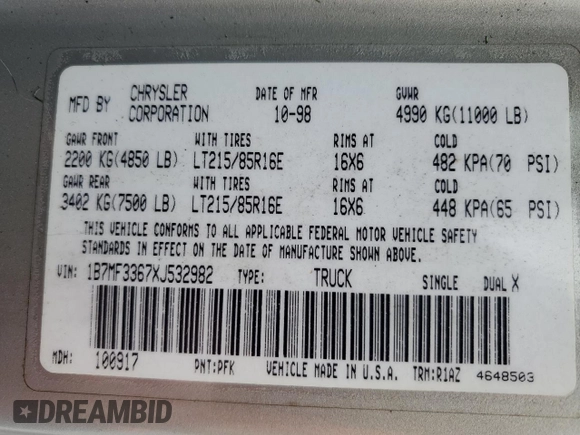 MFD BY CHRYSLER CORPORATION DATE OF MFR 10-98 GVWR 4990 KG(11000 LB)
GAWR FRONT WITH TIRES RIMS AT COLD
2200 KG(4850 LB) LT215/85R16E 16X6 482 KPA(70 PSI)
GAWR REAR WITH TIRES RIMS AT COLD
3402 KG(7500 LB) LT215/85R16E 16X6 448 KPA(65 PSI)
THIS VEHICLE CONFORMS TO ALL APPLICABLE FEDERAL MOTOR VEHICLE SAFETY
STANDARDS IN EFFECT ON THE DATE OF MANUFACTURE SHOWN ABOVE.
VIN: 1B7MF3367XJ532982 TYPE: TRUCK SINGLE DUAL X
MDH: 100917 PNT:PFK VEHICLE MADE IN U.S.A. TRM:R1AZ 4648503
DREAMBID